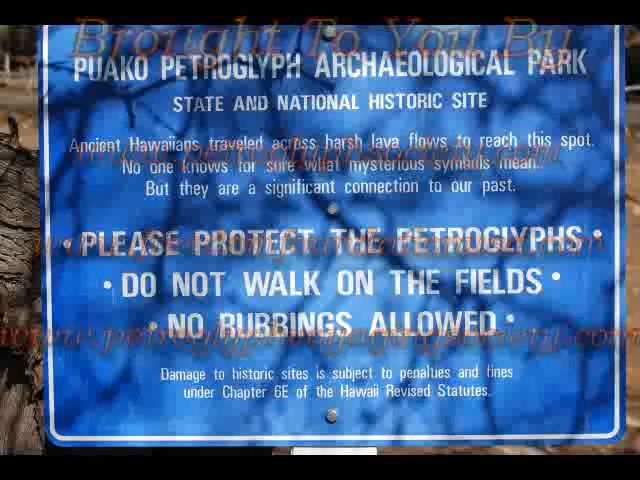 Brought To You By
PUAKO PETROGLYPH ARCHAEOLOGICAL PARK
STATE AND NATIONAL HISTORIC SITE
Ancient Hawaiians traveled across harsh lava flows to reach this spot.
No one knows for sure what mysterious symbols mean.
But they are a significant connection to our past.
• PLEASE PROTECT THE PETROGLYPHS •
• DO NOT WALK ON THE FIELDS •
• NO RUBBINGS ALLOWED •
Damage to historic sites is subject to penalties and fines
under Chapter 6E of the Hawaii Revised Statutes.